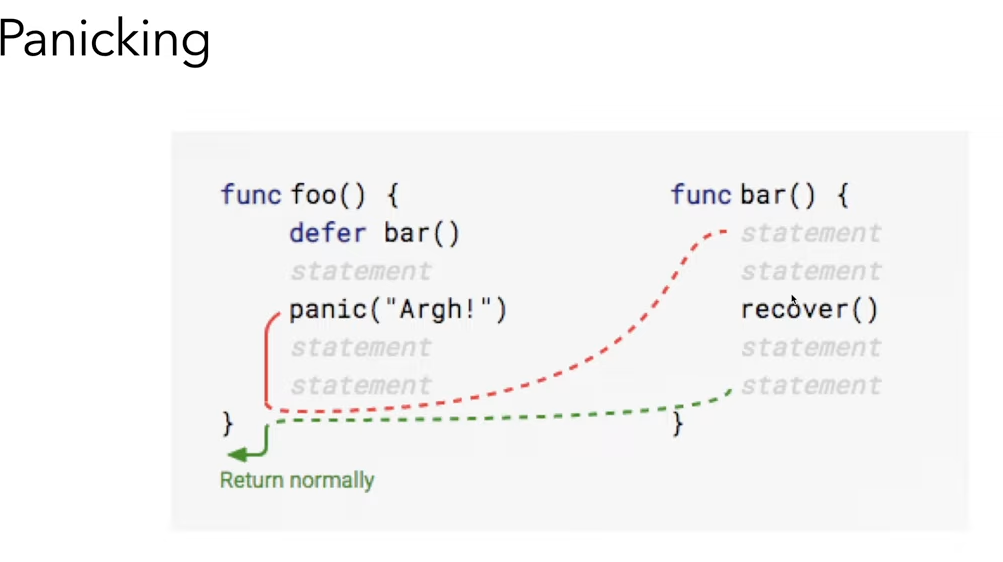 Panicking
func foo() {
defer bar()
statement
panic("Argh!")
statement
statement
}
Return normally
func bar() {
statement
statement
recover()
statement
statement
}